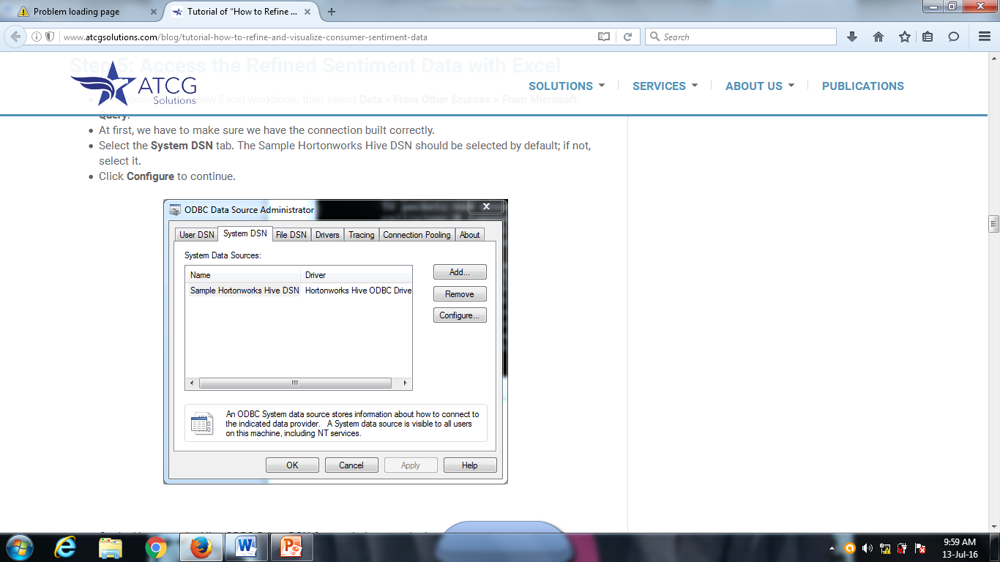 Problem loading page
Tutorial of “How to Refine ...
www.atcgsolutions.com/blog/tutorial-how-to-refine-and-visualize-consumer-sentiment-data
Search
Step 5: Access the Refined Sentiment Data with Excel
ATCG
Solutions
SOLUTIONS
SERVICES
ABOUT US
PUBLICATIONS
new Excel workbook, then select Data > From Other Sources > From Microsoft
Query.
At first, we have to make sure we have the connection built correctly.
Select the System DSN tab. The Sample Hortonworks Hive DSN should be selected by default; if not,
select it.
Click Configure to continue.
ODBC Data Source Administrator
User DSN
System DSN
File DSN
Drivers
Tracing
Connection Pooling
About
System Data Sources:
Name
Driver
Sample Hortonworks Hive DSN
Hortonworks Hive ODBC Drive
Add...
Remove
Configure...
An ODBC System data source stores information about how to connect to
the indicated data provider. A System data source is visible to all users
on this machine, including NT services.
OK
Cancel
Apply
Help
9:59 AM
13-Jul-16